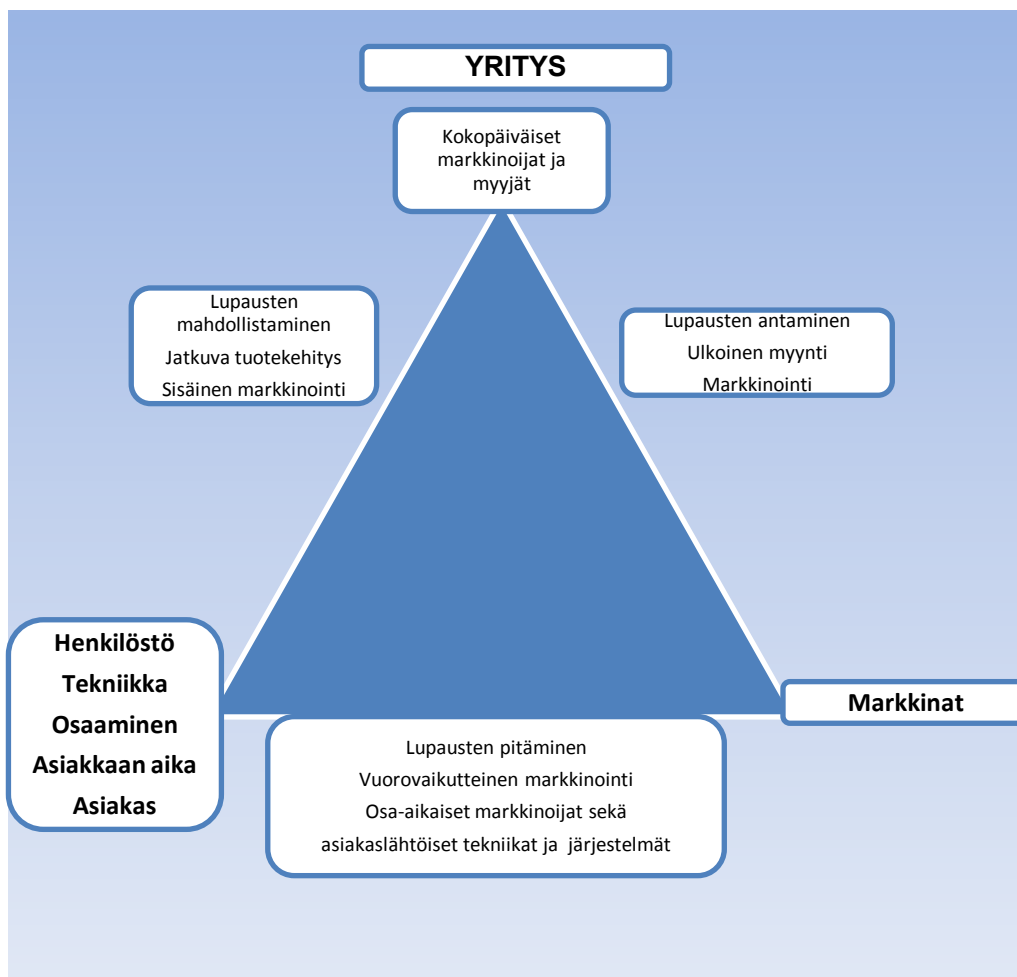 YRITYS
Kokopäiväiset
markkinoijat ja
myyjät
Lupausten
mahdollistaminen
Jatkuva tuotekehitys
Sisäinen markkinointi
Lupausten antaminen
Ulkoinen myynti
Markkinointi
Henkilöstö
Tekniikka
Osaaminen
Asiakkaan aika
Asiakas
Markkinat
Lupausten pitäminen
Vuorovaikutteinen markkinointi
Osa-aikaiset markkinoijat sekä
asiakaslähtöiset tekniikat ja järjestelmät